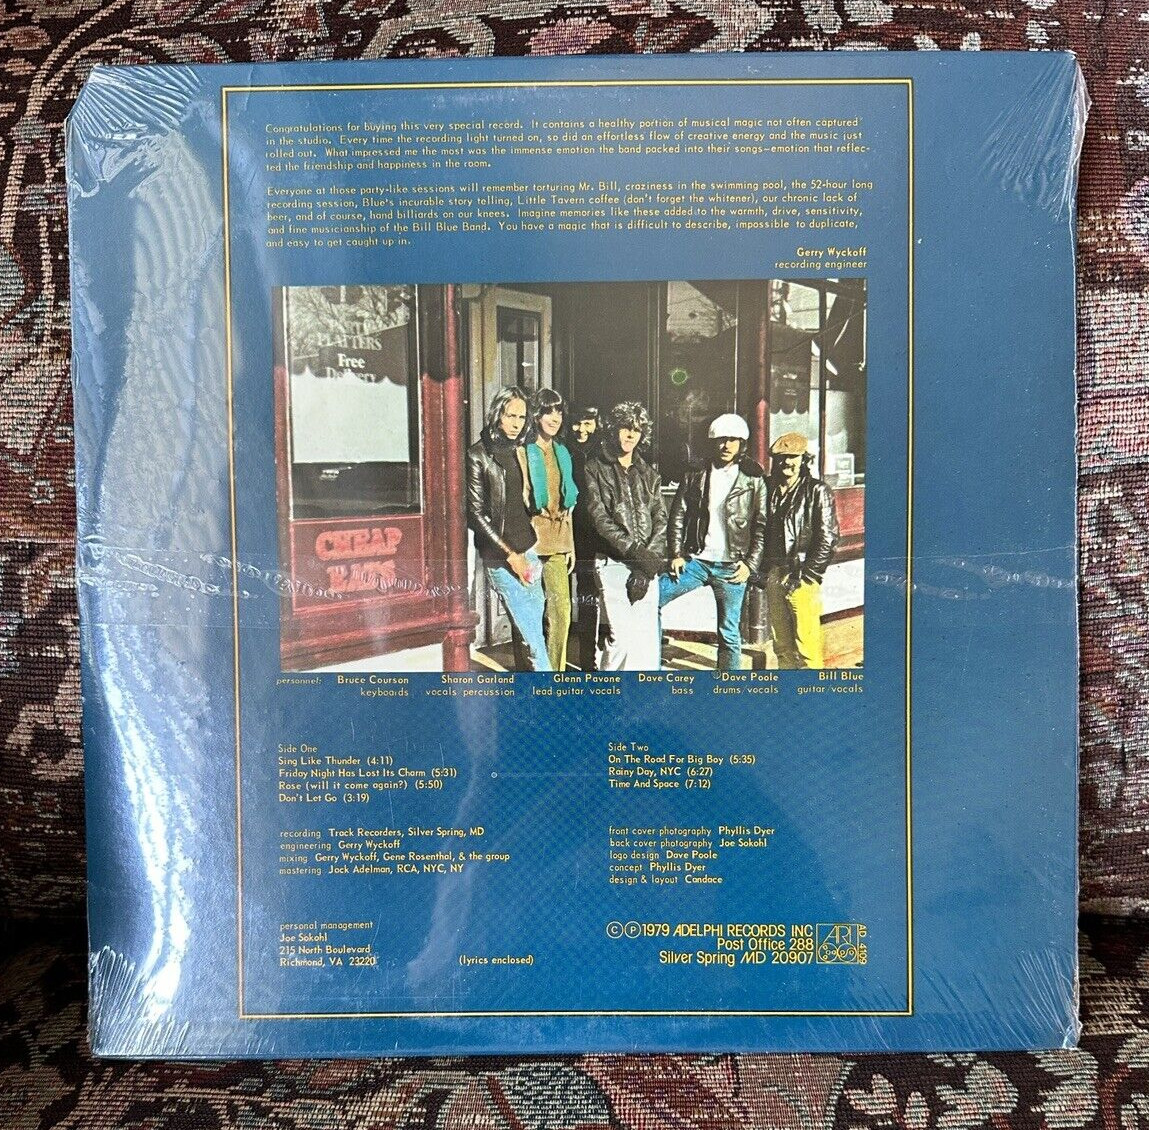 Congratulations for buying this very special record. It contains a healthy portion of musical magic not often captured
in the studio. Every time the recording light turned on, so did an effortless flow of creative energy and the music just
rolled out. What impressed me the most was the immense emotion the band packed into their songs—emotion that reflec-
ted the friendship and happiness in the room.
Everyone at those party-like sessions will remember torturing Mr. Bill, craziness in the swimming pool, the 52-hour long
recording session, Blue's incurable story telling, Little Tavern coffee (don't forget the whitener), our chronic lack of
beer, and of course, hand billiards on our knees. Imagine memories like these added to the warmth, drive, sensitivity,
and fine musicianship of the Bill Blue Band. You have a magic that is difficult to describe, impossible to duplicate,
and easy to get caught up in.
Gerry Wyckoff
recording engineer
PLATTERS
Free
Delivery
CHEAP
personnel: Bruce Courson Sharon Garland Glenn Pavone Dave Carey Dave Poole Bill Blue
keyboards vocals percussion lead guitar vocals bass drums/vocals guitar/vocals
Side One
Sing Like Thunder (4:11)
Friday Night Has Lost Its Charm (5:31)
Rose (will it come again?) (5:50)
Don't Let Go (3:19)
Side Two
On The Road For Big Boy (5:35)
Rainy Day, NYC (6:27)
Time And Space (7:12)
recording Track Recorders, Silver Spring, MD
engineering Gerry Wyckoff
mixing Gerry Wyckoff, Gene Rosenthal, & the group
mastering Jack Adelman, RCA, NYC, NY
front cover photography Phyllis Dyer
back cover photography Joe Sokohl
logo design Dave Poole
concept Phyllis Dyer
design & layout Candace
personal management
Joe Sokohl
215 North Boulevard
Richmond, VA 23220
(lyrics enclosed)
©℗1979 ADELPHI RECORDS INC
Post Office 288
Silver Spring MD 20907
AR
AD 4109